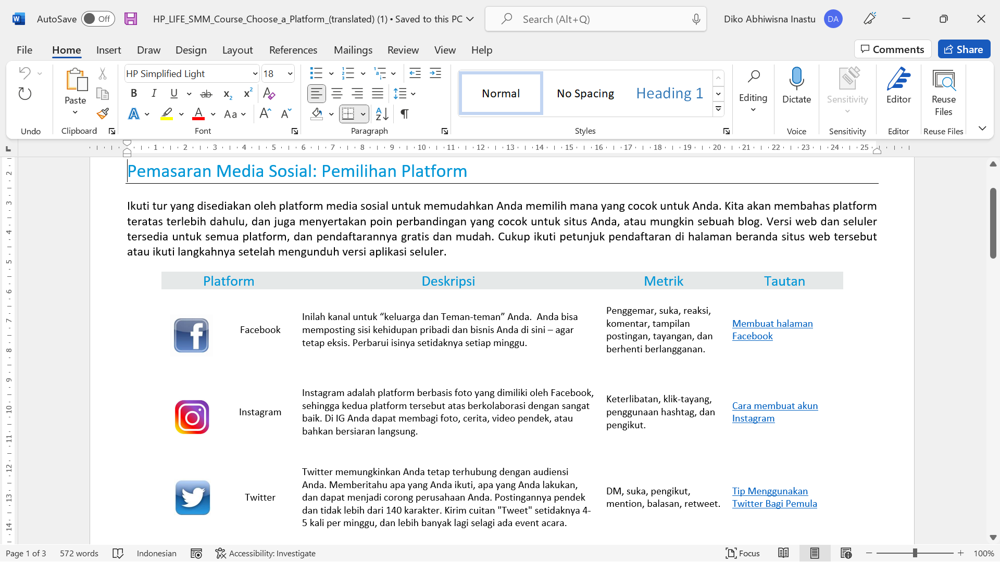 AutoSave Off HP_LIFE_SMM_Course_Choose_a_Platform_(translated) (1) • Saved to this PC Search (Alt+Q) Diko Abhiwisna Inastu DA
File Home Insert Draw Design Layout References Mailings Review View Help Comments Share
HP Simplified Light 18
Paste
Normal No Spacing Heading 1
Editing Dictate Sensitivity Editor Reuse Files
Undo Clipboard Font Paragraph Styles Voice Sensitivity Editor Reuse Files
1 2 3 4 5 6 7 8 9 10 11 12 13 14 15 16 17 18 19 20 21 22 23 24 25
2 3 4 5 6 7 8 9 10 11 12 13 14
Pemasaran Media Sosial: Pemilihan Platform
Ikuti tur yang disediakan oleh platform media sosial untuk memudahkan Anda memilih mana yang cocok untuk Anda. Kita akan membahas platform
teratas terlebih dahulu, dan juga menyertakan poin perbandingan yang cocok untuk situs Anda, atau mungkin sebuah blog. Versi web dan seluler
tersedia untuk semua platform, dan pendaftarannya gratis dan mudah. Cukup ikuti petunjuk pendaftaran di halaman beranda situs web tersebut
atau ikuti langkahnya setelah mengunduh versi aplikasi seluler.
Platform Deskripsi Metrik Tautan
Facebook
Inilah kanal untuk “keluarga dan Teman-teman” Anda.  Anda bisa
memposting sisi kehidupan pribadi dan bisnis Anda di sini – agar
tetap eksis. Perbarui isinya setidaknya setiap minggu.
Penggemar, suka, reaksi,
komentar, tampilan
postingan, tayangan, dan
berhenti berlangganan.
Membuat halaman
Facebook
Instagram
Instagram adalah platform berbasis foto yang dimiliki oleh Facebook,
sehingga kedua platform tersebut atas berkolaborasi dengan sangat
baik. Di IG Anda dapat membagi foto, cerita, video pendek, atau
bahkan bersiaran langsung.
Keterlibatan, klik-tayang,
penggunaan hashtag, dan
pengikut.
Cara membuat akun
Instagram
Twitter
Twitter memungkinkan Anda tetap terhubung dengan audiensi
Anda. Memberitahu apa yang Anda ikuti, apa yang Anda lakukan,
dan dapat menjadi corong perusahaan Anda. Postingannya pendek
dan tidak lebih dari 140 karakter. Kirim cuitan "Tweet" setidaknya 4-
5 kali per minggu, dan lebih banyak lagi selagi ada event acara.
DM, suka, pengikut,
mention, balasan, retweet.
Tip Menggunakan
Twitter Bagi Pemula
Page 1 of 3 572 words Indonesian Accessibility: Investigate Focus 100%